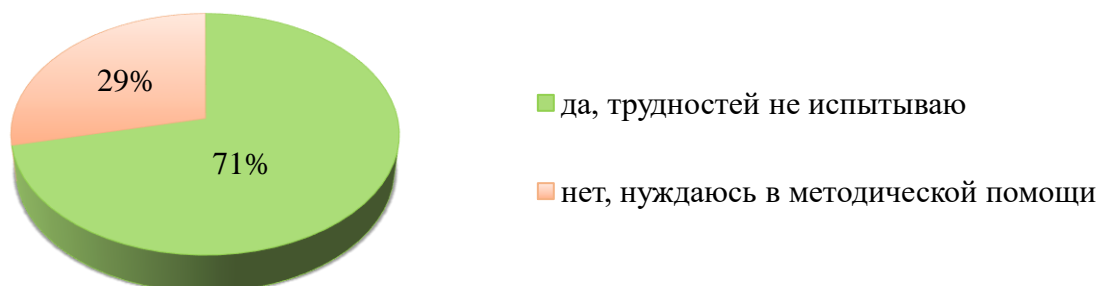 29%
71%
да, трудностей не испытываю
нет, нуждаюсь в методической помощи